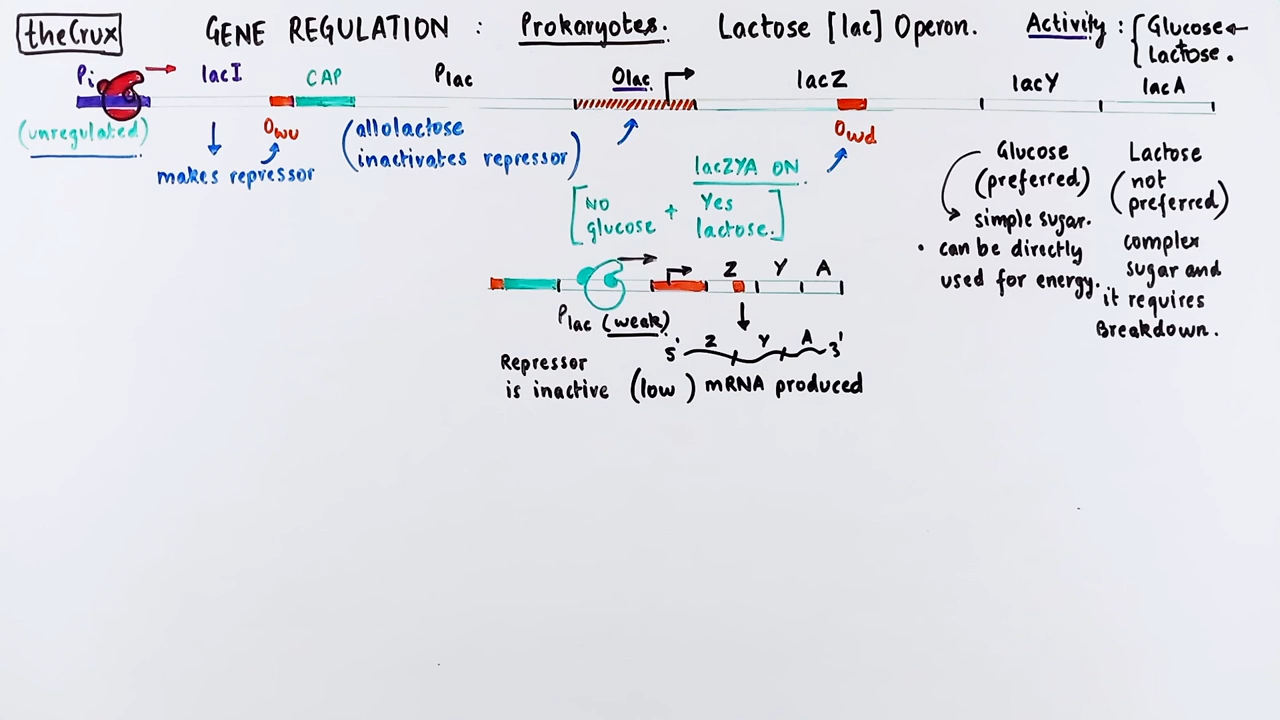 theCrux
GENE REGULATION : Prokaryotes. Lactose [lac] Operon.
Activity : { Glucose ←
+
Lactose .
Pi
lacI
CAP
Plac
Olac
lacZ
lacY
lacA
(unregulated)
makes repressor
Owu
(allolactose
inactivates repressor)
Owd
lacZYA ON
[NO glucose + Yes lactose.]
Plac (weak)
Z Y A
5' Z Y A 3'
Repressor
is inactive
(low) mRNA produced
Glucose
(preferred)
simple sugar.
• can be directly
used for energy.
Lactose
(not
preferred)
complex
sugar and
it requires
Breakdown.